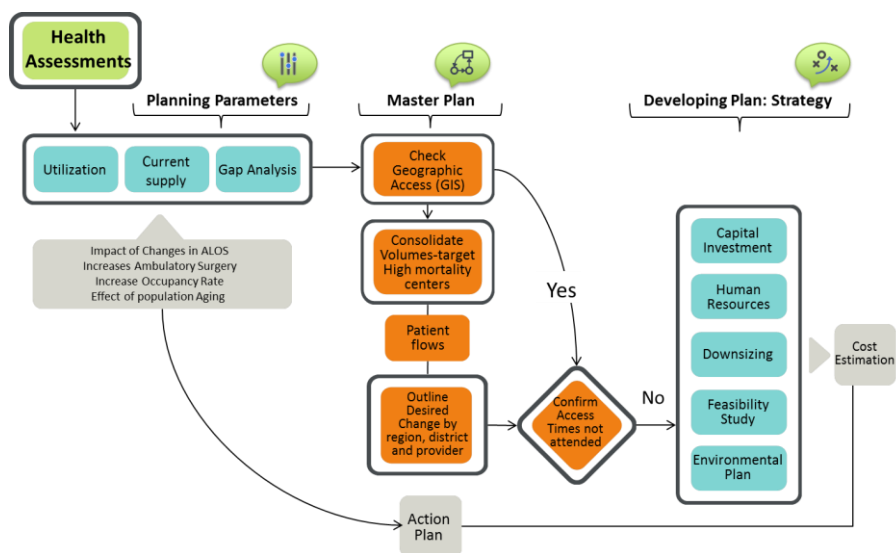 Health
Assessments
Planning Parameters
Master Plan
Developing Plan: Strategy
Utilization
Current
supply
Gap Analysis
Check
Geographic
Access (GIS)
Impact of Changes in ALOS
Increases Ambulatory Surgery
Increase Occupancy Rate
Effect of population Aging
Consolidate
Volumes-target
High mortality
centers
Patient
flows
Outline
Desired
Change by
region, district
and provider
Yes
Confirm
Access
Times not
attended
No
Capital
Investment
Human
Resources
Downsizing
Feasibility
Study
Environmental
Plan
Cost
Estimation
Action
Plan